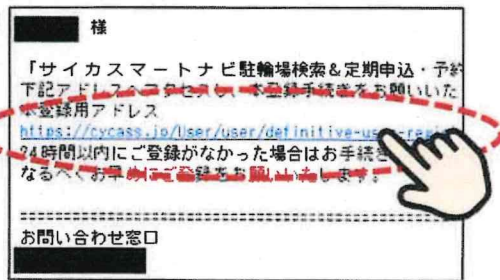 様
「サイカスマートナビ駐輪場検索&定期申込・予約
下記アドレスへアクセスし、本登録手続きをお願いいた
本登録用アドレス
https://cycass.jp/User/user/definitive-user-regi
24時間以内にご登録がなかった場合はお手続き
なるべくお早めにご登録をお願いいたします。
お問い合わせ窓口